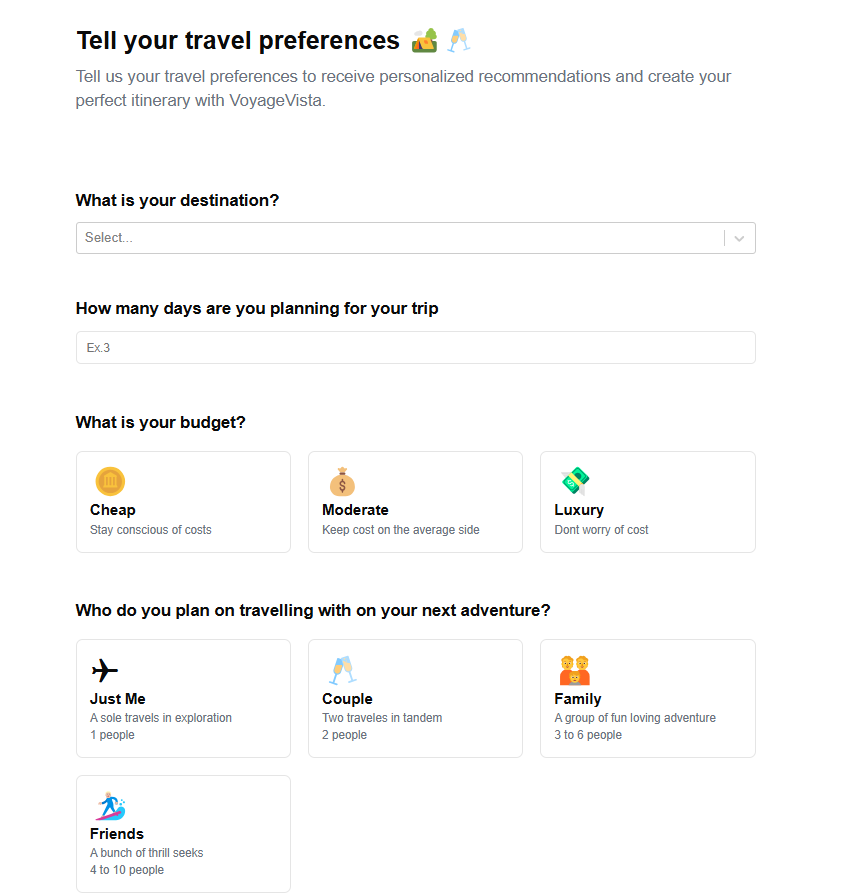 Tell your travel preferences 🏕️ 🥂
Tell us your travel preferences to receive personalized recommendations and create your
perfect itinerary with VoyageVista.
What is your destination?
Select...
How many days are you planning for your trip
Ex.3
What is your budget?
Cheap
Stay conscious of costs
Moderate
Keep cost on the average side
Luxury
Dont worry of cost
Who do you plan on travelling with on your next adventure?
Just Me
A sole travels in exploration
1 people
Couple
Two traveles in tandem
2 people
Family
A group of fun loving adventure
3 to 6 people
Friends
A bunch of thrill seeks
4 to 10 people